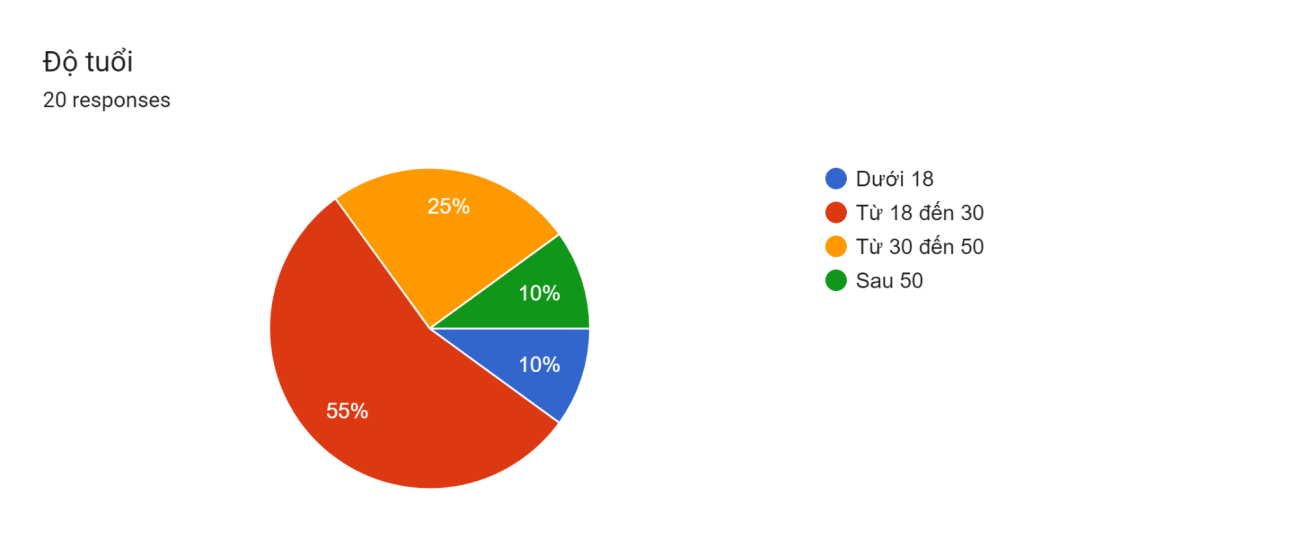 Độ tuổi
20 responses
25%
10%
10%
55%
Dưới 18
Từ 18 đến 30
Từ 30 đến 50
Sau 50